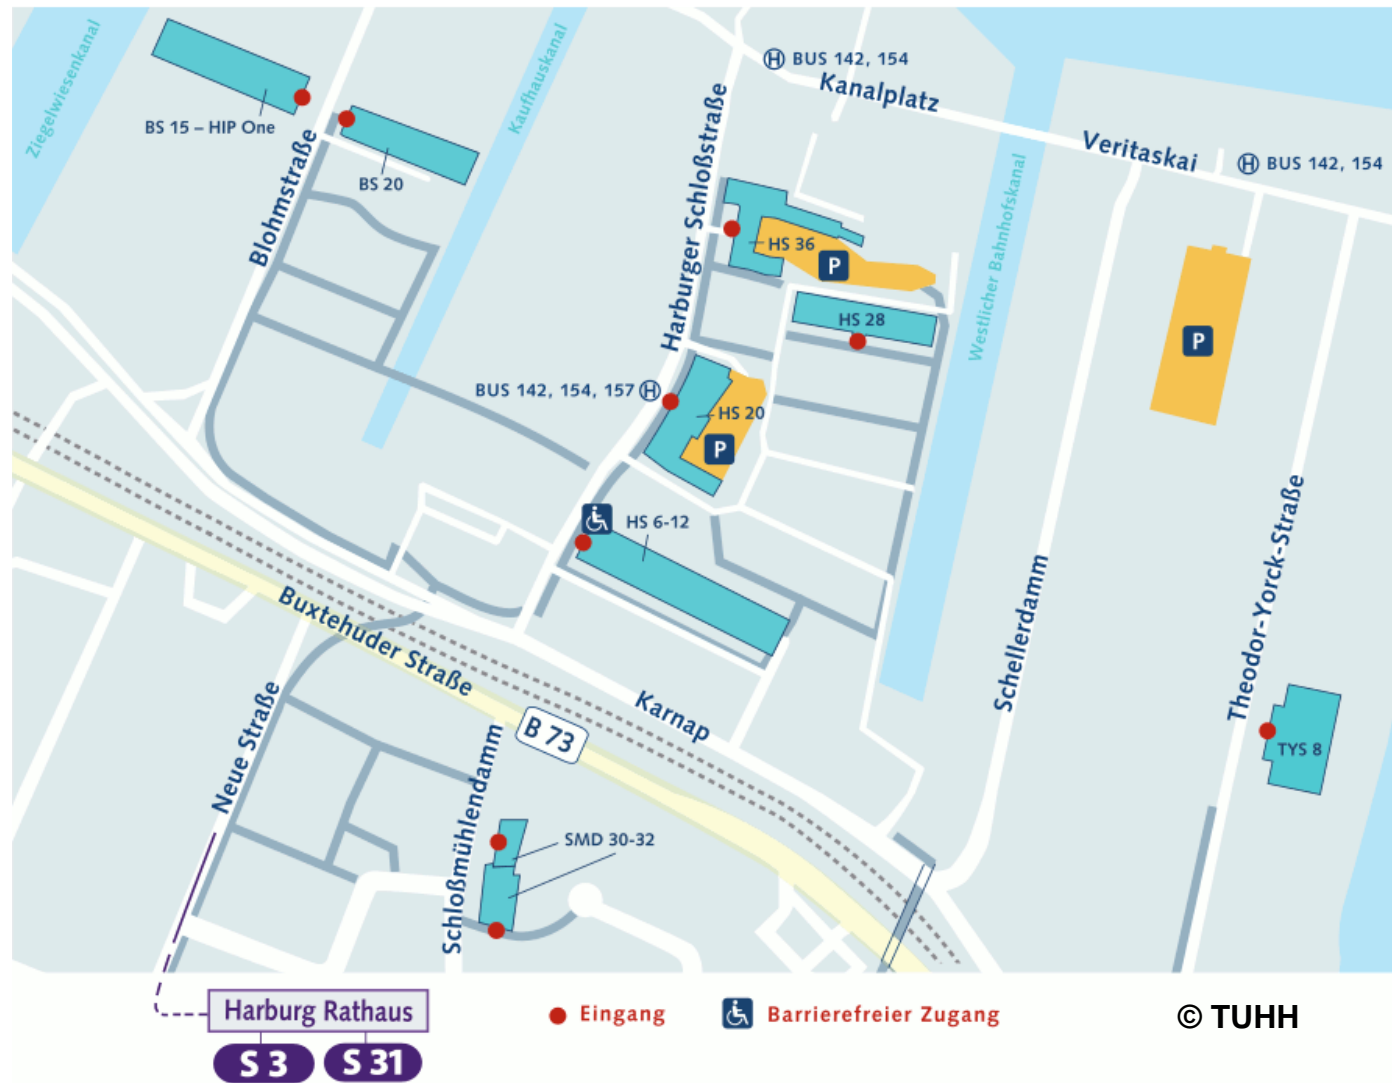 Ziegelwiesenkanal
Kaufhauskanal
BUS 142, 154
Kanalplatz
BS 15 – HIP One
Blohmstraße
BS 20
Harburger Schloßstraße
Veritaskai
BUS 142, 154
Westlicher Bahnhofskanal
HS 36
P
HS 28
P
BUS 142, 154, 157
H
HS 20
P
HS 6-12
Buxtehuder Straße
B 73
Karnap
Schellerdamm
Theodor-Yorck-Straße
TYS 8
Neue Straße
Schloßmühlendamm
SMD 30-32
Harburg Rathaus
S 3
S 31
Eingang
Barrierefreier Zugang
© TUHH
H
H